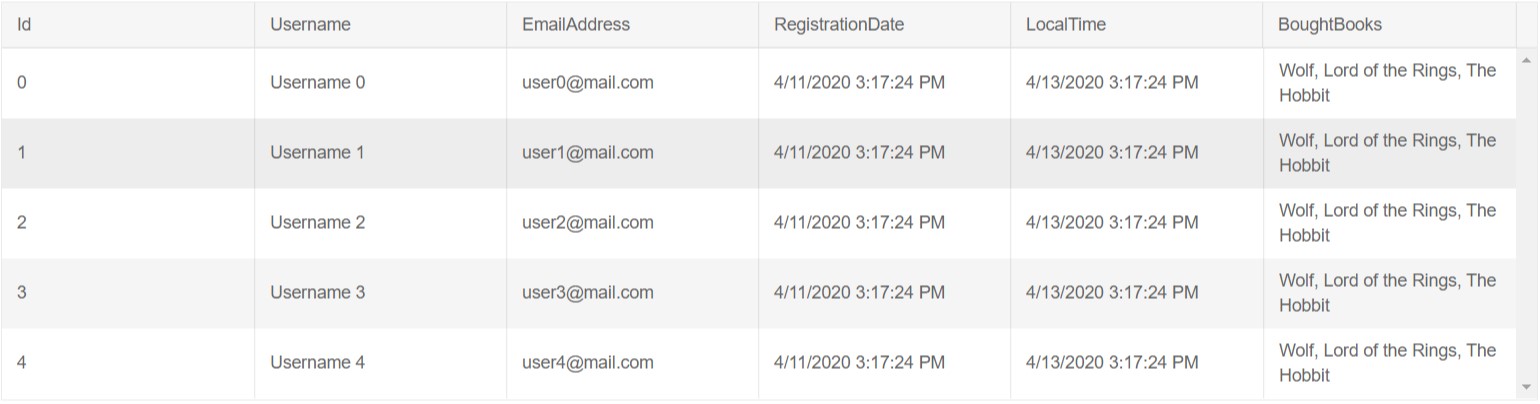 Id Username EmailAddress RegistrationDate LocalTime BoughtBooks
0 Username 0 user0@mail.com 4/11/2020 3:17:24 PM 4/13/2020 3:17:24 PM Wolf, Lord of the Rings, The
Hobbit
1 Username 1 user1@mail.com 4/11/2020 3:17:24 PM 4/13/2020 3:17:24 PM Wolf, Lord of the Rings, The
Hobbit
2 Username 2 user2@mail.com 4/11/2020 3:17:24 PM 4/13/2020 3:17:24 PM Wolf, Lord of the Rings, The
Hobbit
3 Username 3 user3@mail.com 4/11/2020 3:17:24 PM 4/13/2020 3:17:24 PM Wolf, Lord of the Rings, The
Hobbit
4 Username 4 user4@mail.com 4/11/2020 3:17:24 PM 4/13/2020 3:17:24 PM Wolf, Lord of the Rings, The
Hobbit